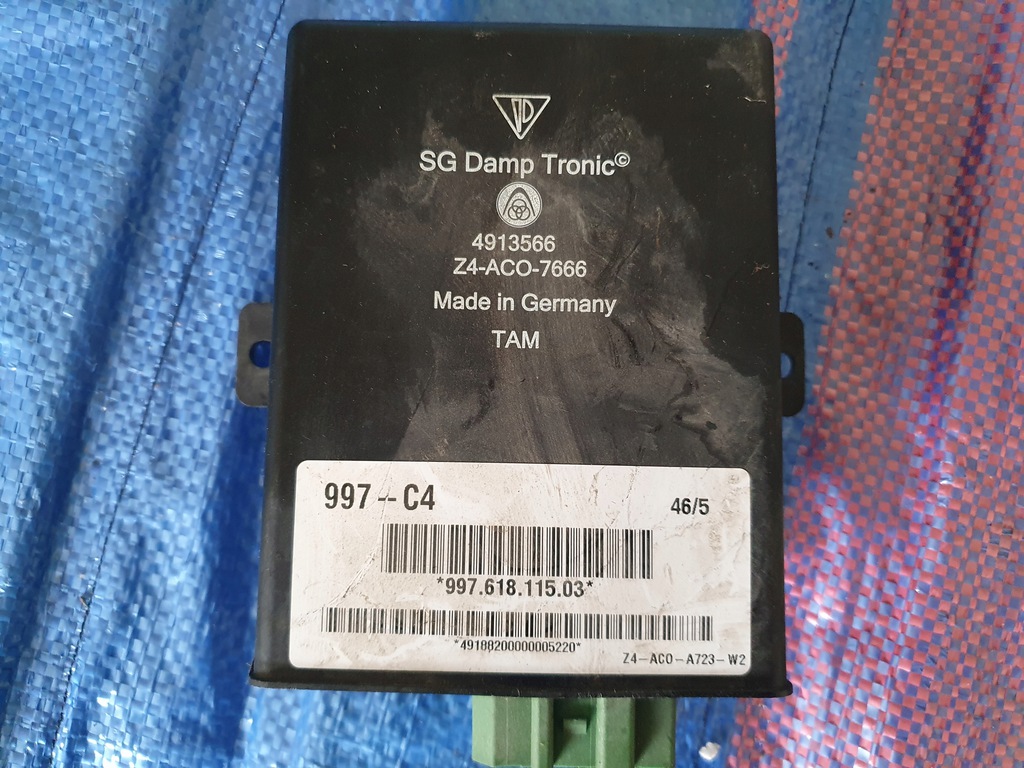 SG Damp Tronic©
4913566
Z4-ACO-7666
Made in Germany
TAM
997 -- C4
46/5
*997.618.115.03*
*49188200000005220*
Z4-ACO-A723-W2